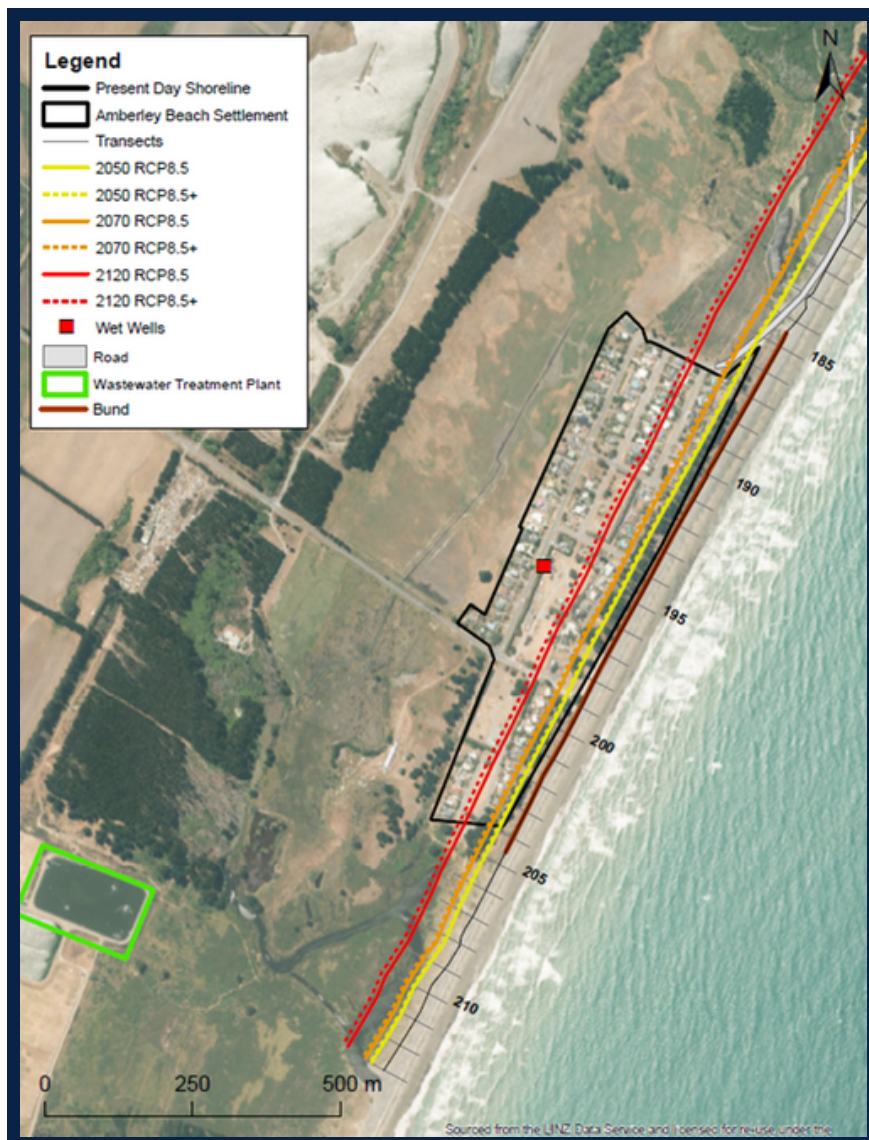 Legend
Present Day Shoreline
Amberley Beach Settlement
Transects
2050 RCP8.5
2050 RCP8.5+
2070 RCP8.5
2070 RCP8.5+
2120 RCP8.5
2120 RCP8.5+
Wet Wells
Road
Wastewater Treatment Plant
Bund
N
185
190
195
200
205
210
0 250 500 m
Sourced from the LINZ Data Service and licensed for re-use under the